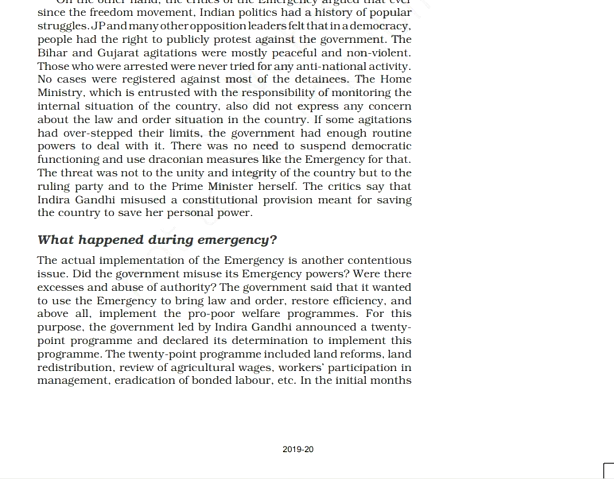 On the other hand, the critics of the Emergency argued that ever
since the freedom movement, Indian politics had a history of popular
struggles. JP and many other opposition leaders felt that in a democracy,
people had the right to publicly protest against the government. The
Bihar and Gujarat agitations were mostly peaceful and non-violent.
Those who were arrested were never tried for any anti-national activity.
No cases were registered against most of the detainees. The Home
Ministry, which is entrusted with the responsibility of monitoring the
internal situation of the country, also did not express any concern
about the law and order situation in the country. If some agitations
had over-stepped their limits, the government had enough routine
powers to deal with it. There was no need to suspend democratic
functioning and use draconian measures like the Emergency for that.
The threat was not to the unity and integrity of the country but to the
ruling party and to the Prime Minister herself. The critics say that
Indira Gandhi misused a constitutional provision meant for saving
the country to save her personal power.
What happened during emergency?
The actual implementation of the Emergency is another contentious
issue. Did the government misuse its Emergency powers? Were there
excesses and abuse of authority? The government said that it wanted
to use the Emergency to bring law and order, restore efficiency, and
above all, implement the pro-poor welfare programmes. For this
purpose, the government led by Indira Gandhi announced a twenty-
point programme and declared its determination to implement this
programme. The twenty-point programme included land reforms, land
redistribution, review of agricultural wages, workers' participation in
management, eradication of bonded labour, etc. In the initial months
2019-20